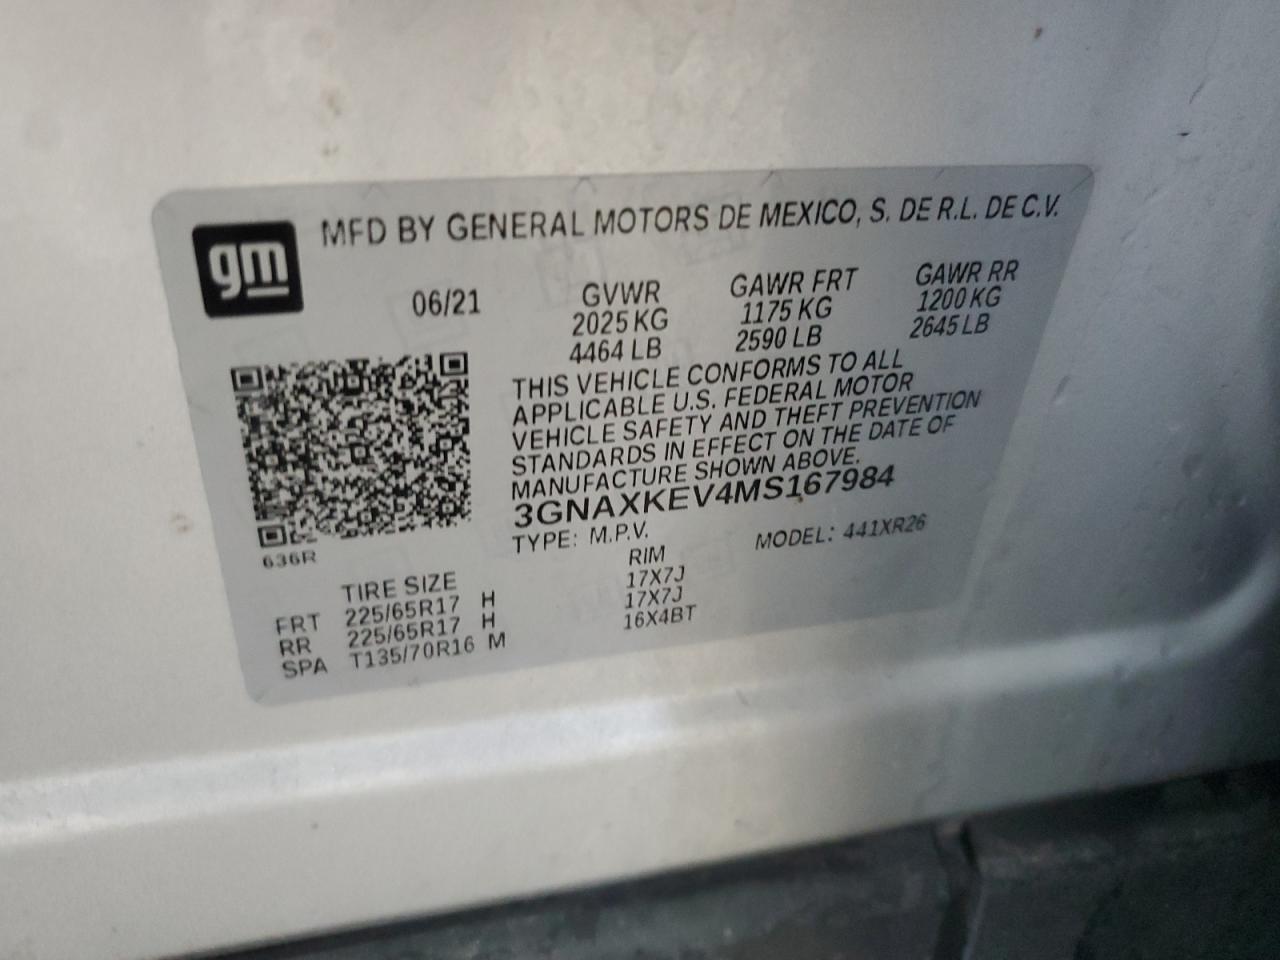 gm
MFD BY GENERAL MOTORS DE MEXICO, S. DE R.L. DE C.V.
06/21 GVWR GAWR FRT GAWR RR
2025 KG 1175 KG 1200 KG
4464 LB 2590 LB 2645 LB
THIS VEHICLE CONFORMS TO ALL
APPLICABLE U.S. FEDERAL MOTOR
VEHICLE SAFETY AND THEFT PREVENTION
STANDARDS IN EFFECT ON THE DATE OF
MANUFACTURE SHOWN ABOVE.
3GNAXKEV4MS167984
TYPE: M.P.V. MODEL: 441XR26
636R
TIRE SIZE RIM
FRT 225/65R17 H 17X7J
RR 225/65R17 H 17X7J
SPA T135/70R16 M 16X4BT